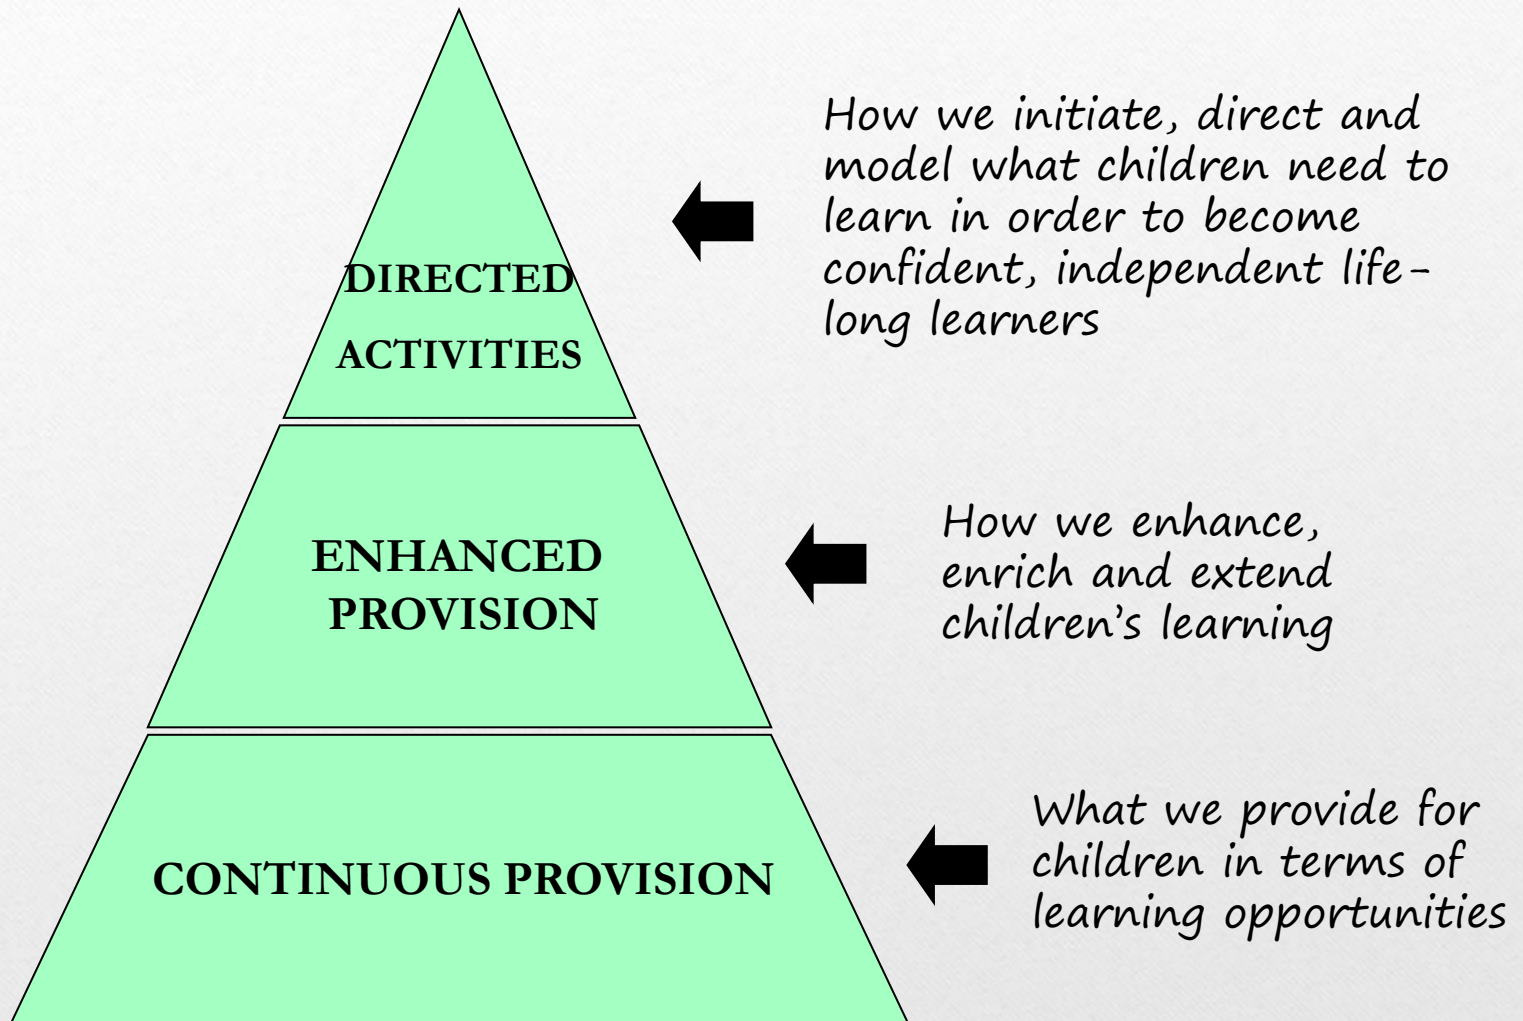 How we initiate, direct and
model what children need to
learn in order to become
confident, independent life-
long learners
DIRECTED
ACTIVITIES
How we enhance,
enrich and extend
children’s learning
ENHANCED
PROVISION
What we provide for
children in terms of
learning opportunities
CONTINUOUS PROVISION